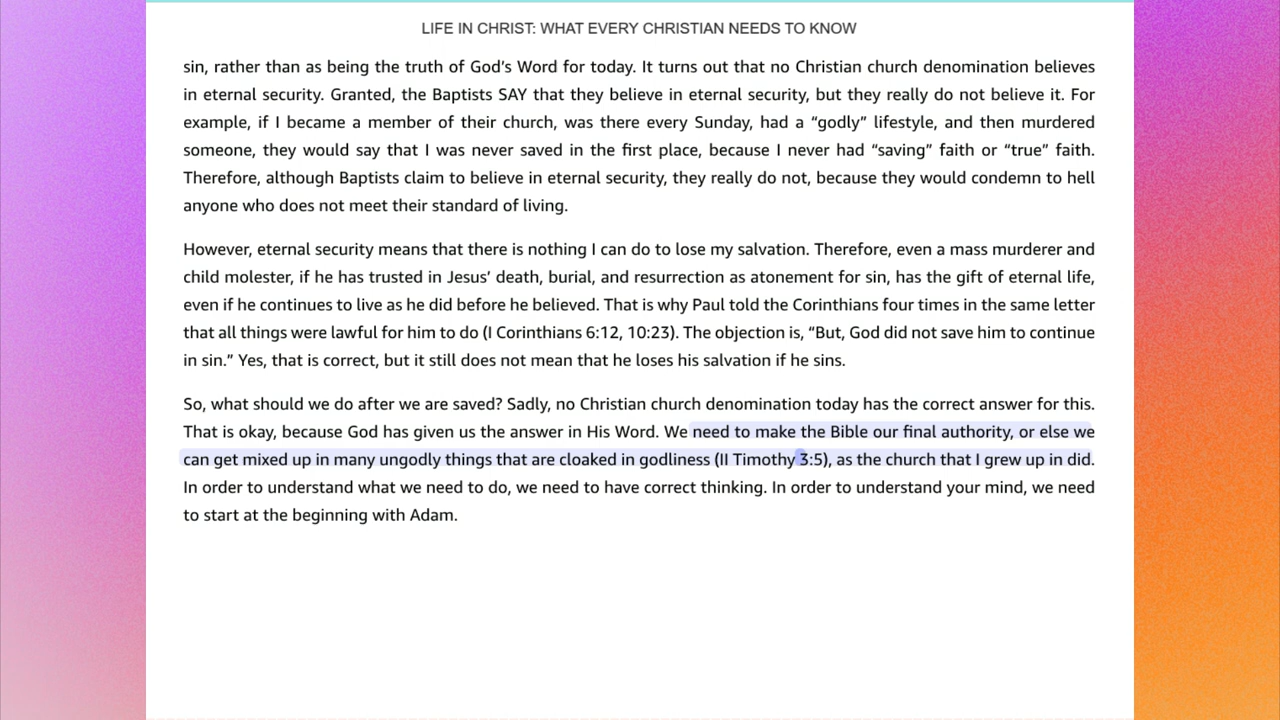 LIFE IN CHRIST: WHAT EVERY CHRISTIAN NEEDS TO KNOW
sin, rather than as being the truth of God’s Word for today. It turns out that no Christian church denomination believes
in eternal security. Granted, the Baptists SAY that they believe in eternal security, but they really do not believe it. For
example, if I became a member of their church, was there every Sunday, had a “godly” lifestyle, and then murdered
someone, they would say that I was never saved in the first place, because I never had “saving” faith or “true” faith.
Therefore, although Baptists claim to believe in eternal security, they really do not, because they would condemn to hell
anyone who does not meet their standard of living.
However, eternal security means that there is nothing I can do to lose my salvation. Therefore, even a mass murderer and
child molester, if he has trusted in Jesus’ death, burial, and resurrection as atonement for sin, has the gift of eternal life,
even if he continues to live as he did before he believed. That is why Paul told the Corinthians four times in the same letter
that all things were lawful for him to do (I Corinthians 6:12, 10:23). The objection is, “But, God did not save him to continue
in sin.” Yes, that is correct, but it still does not mean that he loses his salvation if he sins.
So, what should we do after we are saved? Sadly, no Christian church denomination today has the correct answer for this.
That is okay, because God has given us the answer in His Word. We need to make the Bible our final authority, or else we
can get mixed up in many ungodly things that are cloaked in godliness (II Timothy 3:5), as the church that I grew up in did.
In order to understand what we need to do, we need to have correct thinking. In order to understand your mind, we need
to start at the beginning with Adam.